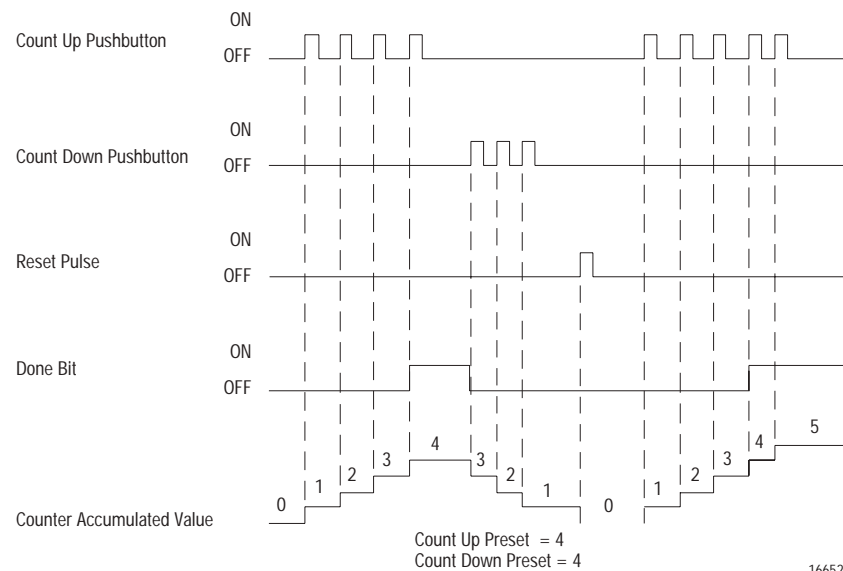 Count Up Pushbutton
ON
OFF
Count Down Pushbutton
ON
OFF
Reset Pulse
ON
OFF
Done Bit
ON
OFF
Counter Accumulated Value
0 1 2 3 4 3 2 1 0 1 2 3 4 5
Count Up Preset = 4
Count Down Preset = 4
16652